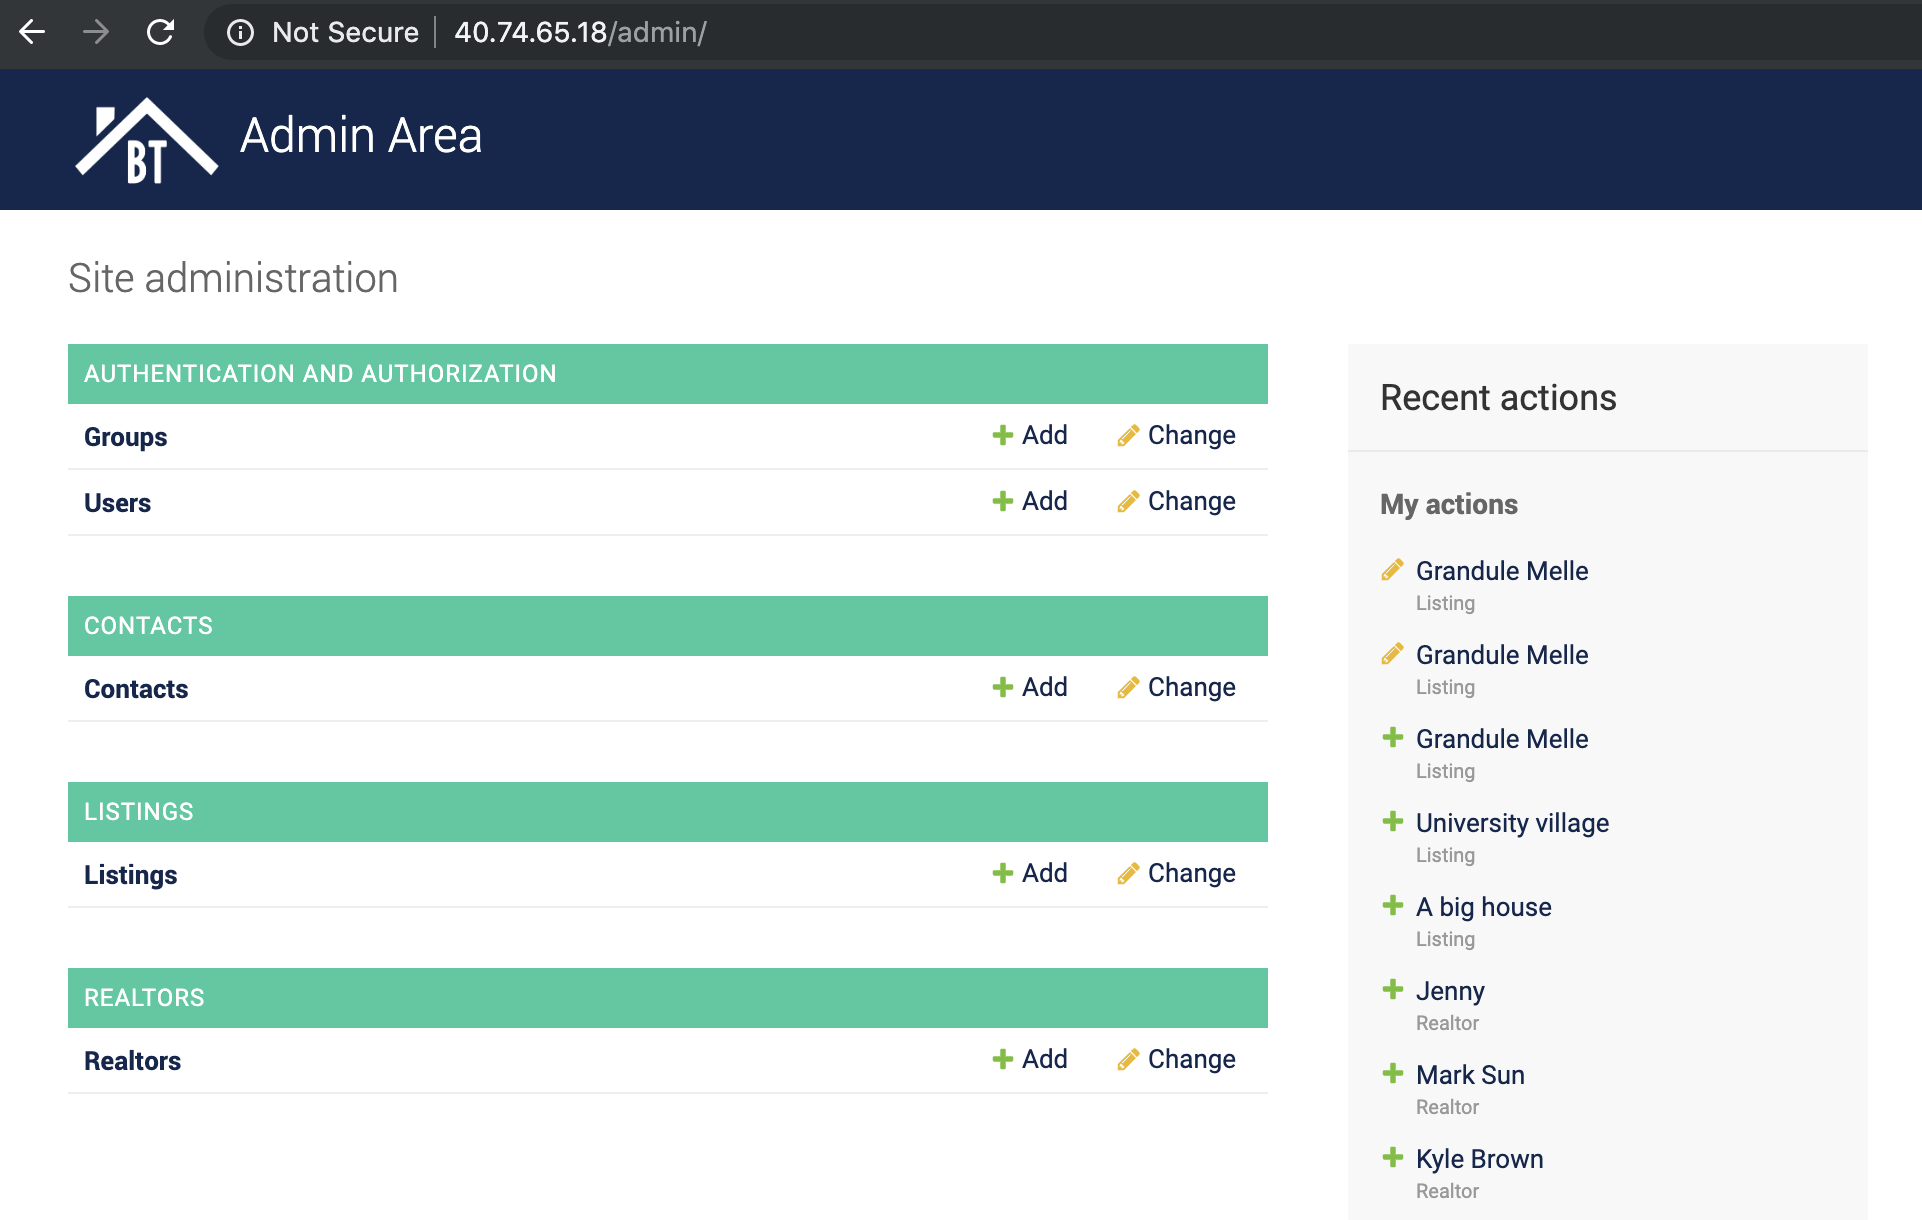 Not Secure 40.74.65.18/admin/
BT Admin Area
Site administration
AUTHENTICATION AND AUTHORIZATION
Groups Add Change
Users Add Change
CONTACTS
Contacts Add Change
LISTINGS
Listings Add Change
REALTORS
Realtors Add Change
Recent actions
My actions
Grandule Melle
Listing
Grandule Melle
Listing
Grandule Melle
Listing
University village
Listing
A big house
Listing
Jenny
Realtor
Mark Sun
Realtor
Kyle Brown
Realtor